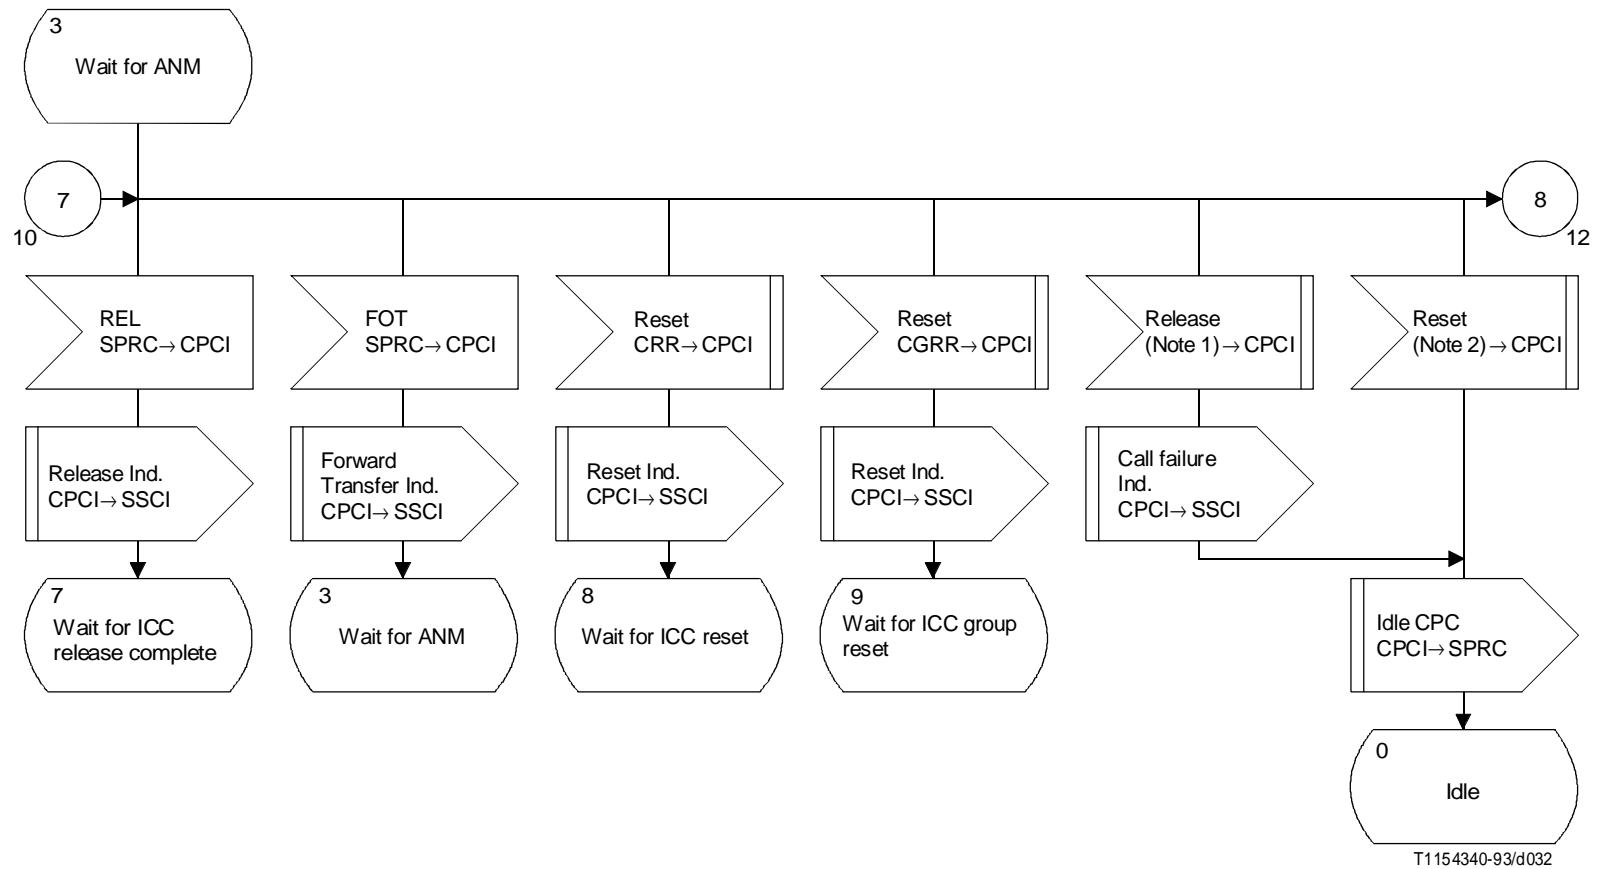 3
Wait for ANM
7
10
8
12
REL
SPRC→CPCI
FOT
SPRC→CPCI
Reset
CRR→CPCI
Reset
CGRR→CPCI
Release
(Note 1)→CPCI
Reset
(Note 2)→CPCI
Release Ind.
CPCI→SSCI
Forward
Transfer Ind.
CPCI→SSCI
Reset Ind.
CPCI→SSCI
Reset Ind.
CPCI→SSCI
Call failure
Ind.
CPCI→SSCI
7
Wait for ICC
release complete
3
Wait for ANM
8
Wait for ICC reset
9
Wait for ICC group
reset
Idle CPC
CPCI→SPRC
0
Idle
T1154340-93/d032